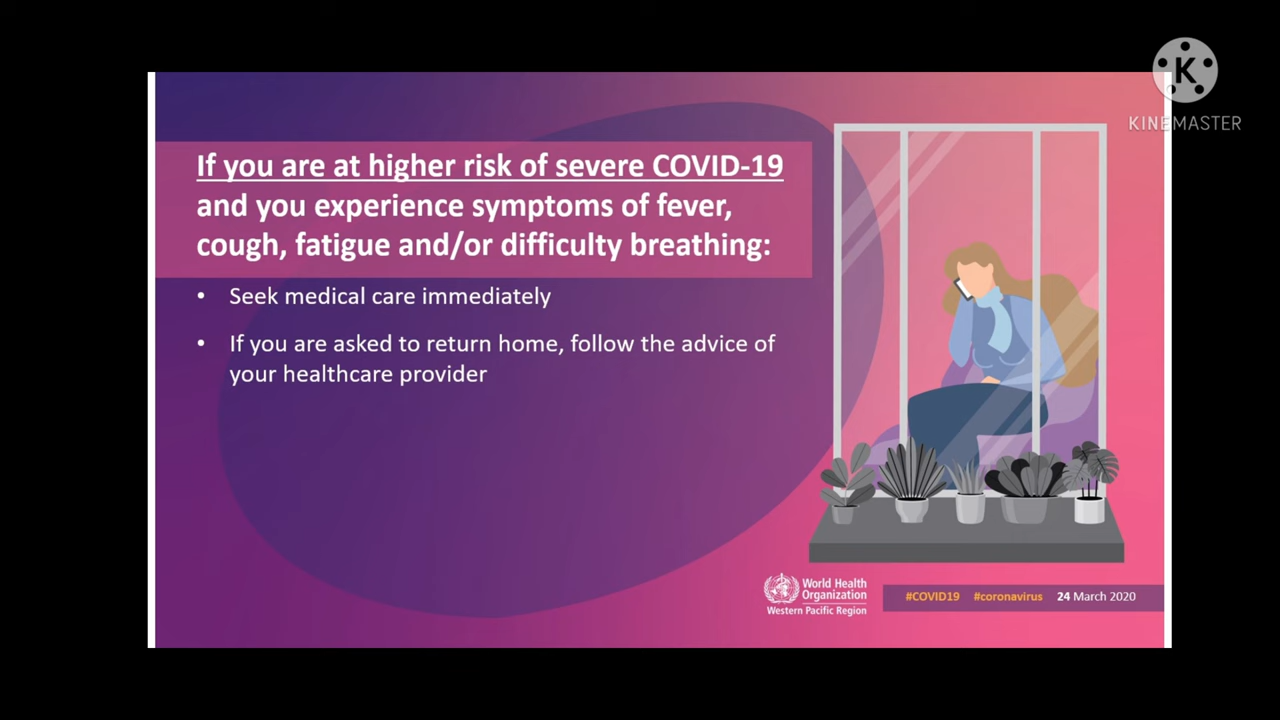 K
KINEMASTER
If you are at higher risk of severe COVID-19
and you experience symptoms of fever,
cough, fatigue and/or difficulty breathing:
• Seek medical care immediately
• If you are asked to return home, follow the advice of
your healthcare provider
World Health
Organization
Western Pacific Region
#COVID19 #coronavirus 24 March 2020